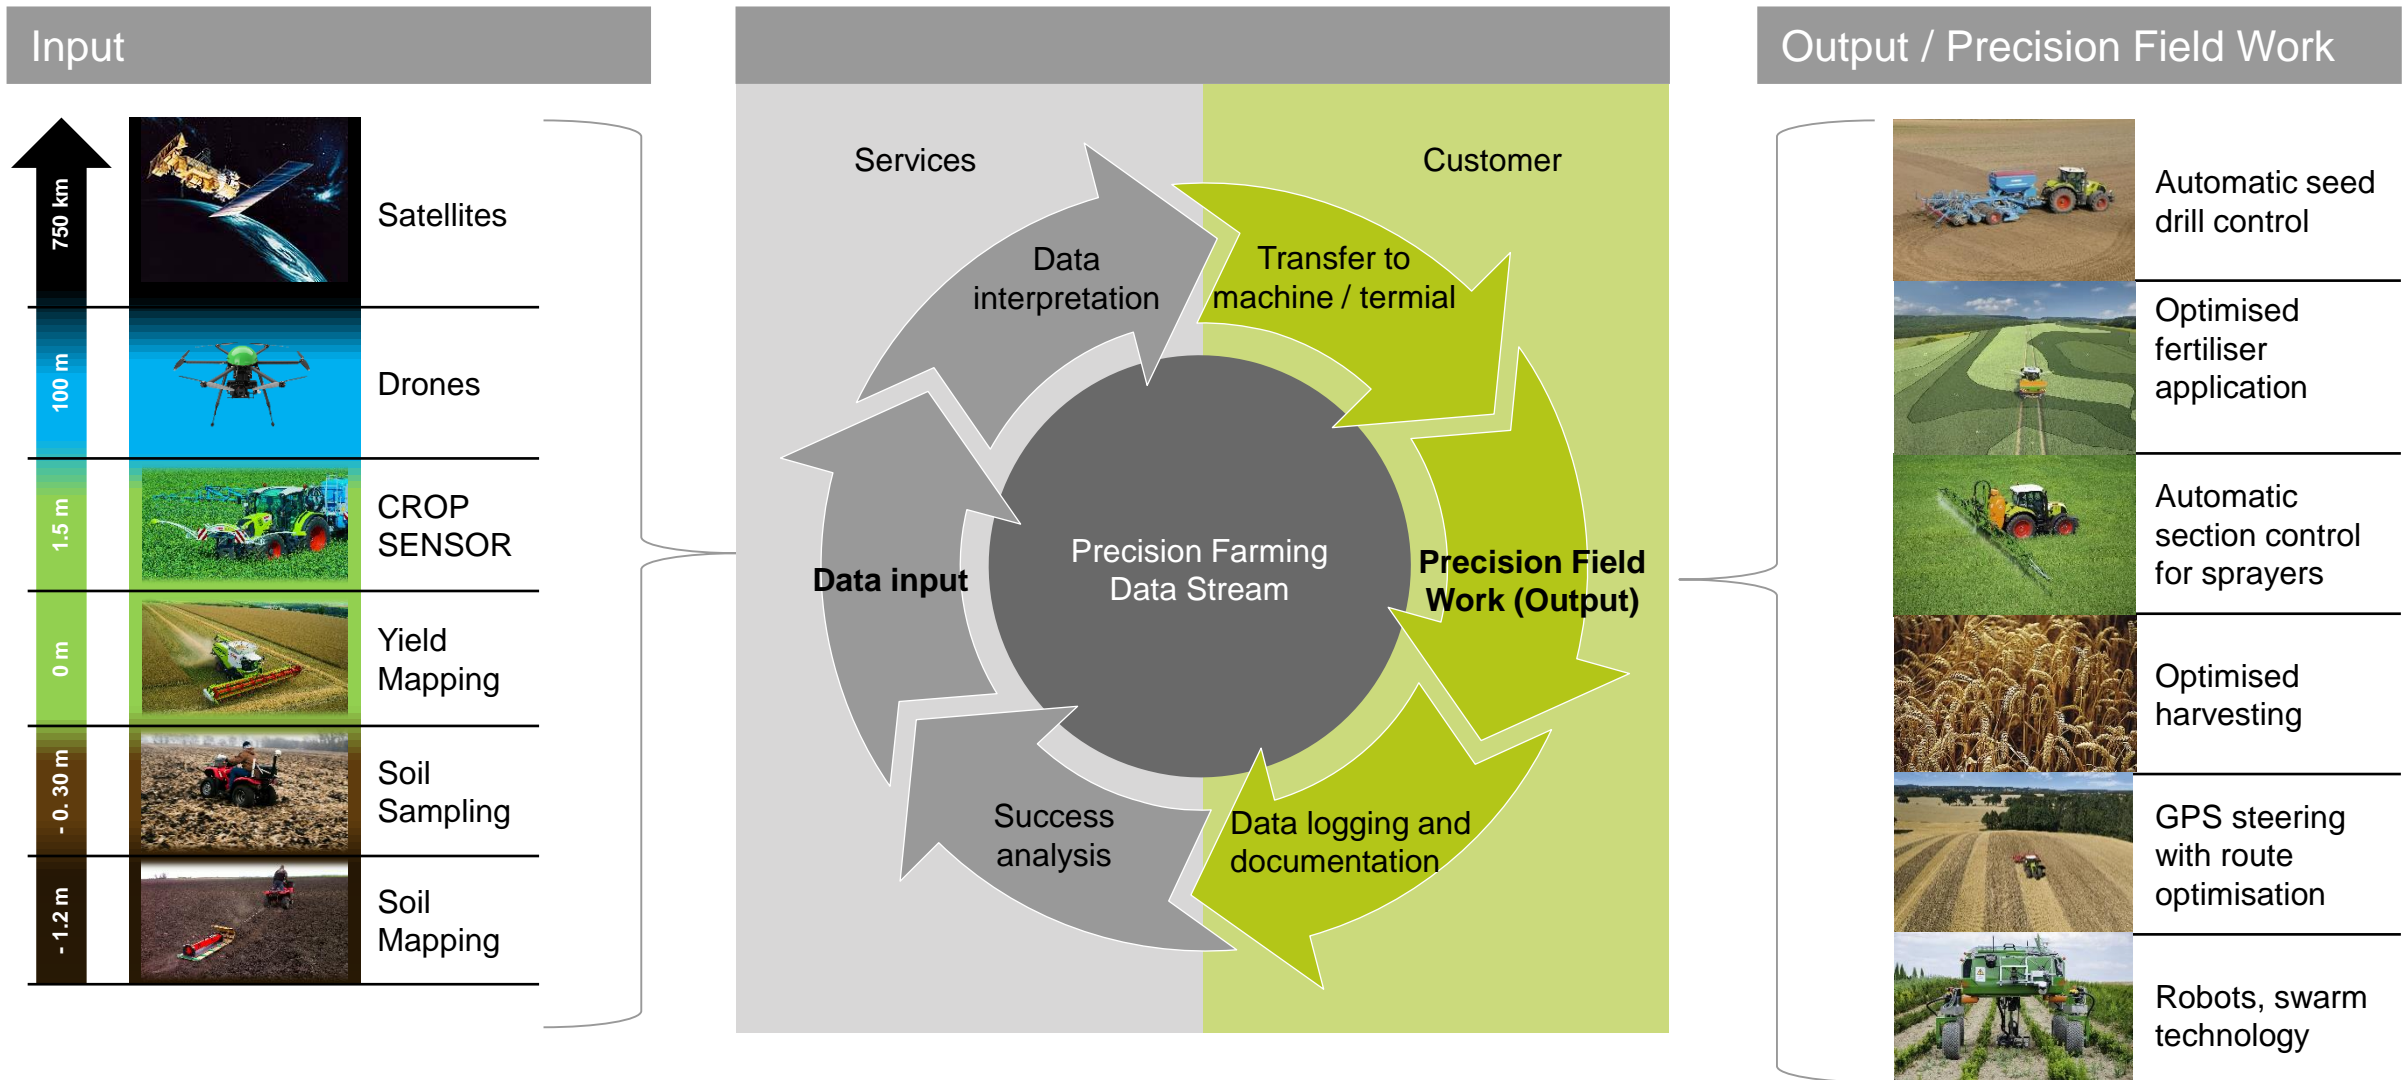 Input
750 km
Satellites
100 m
Drones
1.5 m
CROP
SENSOR
0 m
Yield
Mapping
- 0. 30 m
Soil
Sampling
- 1.2 m
Soil
Mapping
Services
Customer
Data
interpretation
Transfer to
machine / termial
Data input
Precision Farming
Data Stream
Precision Field
Work (Output)
Success
analysis
Data logging and
documentation
Output / Precision Field Work
Automatic seed
drill control
Optimised
fertiliser
application
Automatic
section control
for sprayers
Optimised
harvesting
GPS steering
with route
optimisation
Robots, swarm
technology